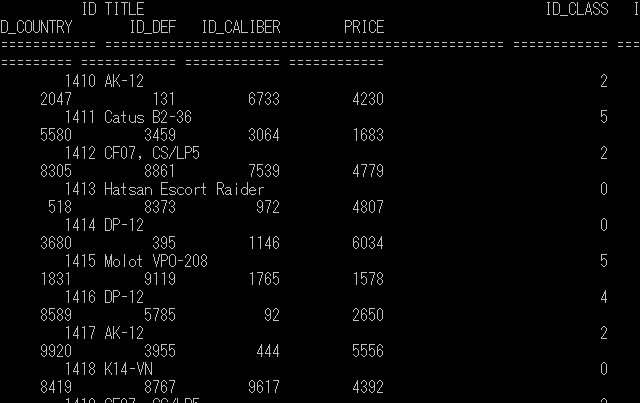 ID TITLE ID_CLASS I
D_COUNTRY ID_DEF ID_CALIBER PRICE
============ =============================================== ============ ===
========= ============ ============ ============
1410 AK-12 2
2047 131 6733 4230
1411 Catus B2-36 5
5580 3459 3064 1683
1412 CF07, CS/LP5 2
8305 8861 7539 4779
1413 Hatsan Escort Raider 0
518 8373 972 4807
1414 DP-12 0
3680 395 1146 6034
1415 Molot VPO-208 5
1831 9119 1765 1578
1416 DP-12 4
8589 5785 92 2650
1417 AK-12 2
9920 3955 444 5556
1418 K14-VN 0
8419 8767 9617 4392
1419 CF07, CS/LP5